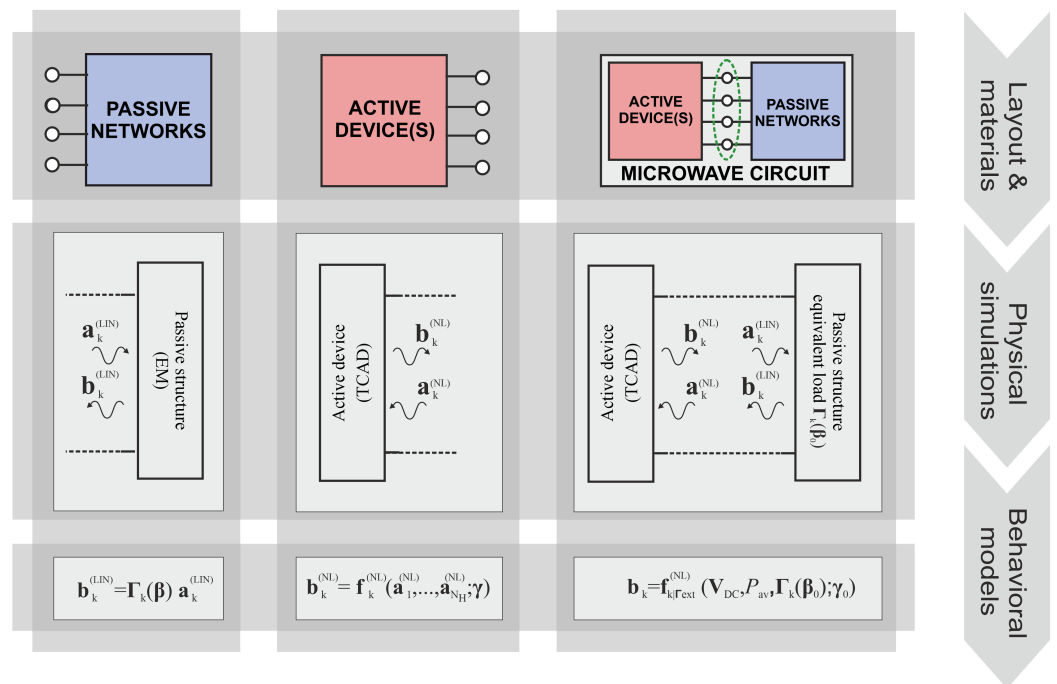 PASSIVE
NETWORKS
ACTIVE
DEVICE(S)
ACTIVE
DEVICE(S)
PASSIVE
NETWORKS
MICROWAVE CIRCUIT
Layout &
materials
a_k^(LIN)
b_k^(LIN)
Passive structure
(EM)
Active device
(TCAD)
b_k^(NL)
a_k^(NL)
Active device
(TCAD)
b_k^(NL)
a_k^(NL)
a_k^(LIN)
b_k^(LIN)
Passive structure
equivalent load Γ_k(β_0)
Physical
simulations
b_k^(LIN)=Γ_k(β) a_k^(LIN)
b_k^(NL)= f_k^(NL)(a_1^(NL),...,a_N_H^(NL);γ)
b_k=f_k|Γext^(NL) (V_DC,P_av,Γ_k(β_0);γ_0)
Behavioral
models